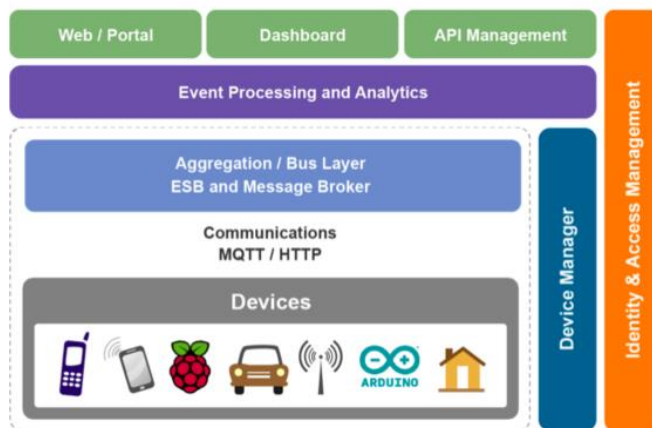 Web / Portal
Dashboard
API Management
Event Processing and Analytics
Aggregation / Bus Layer
ESB and Message Broker
Communications
MQTT / HTTP
Devices
ARDUINO
Device Manager
Identity & Access Management